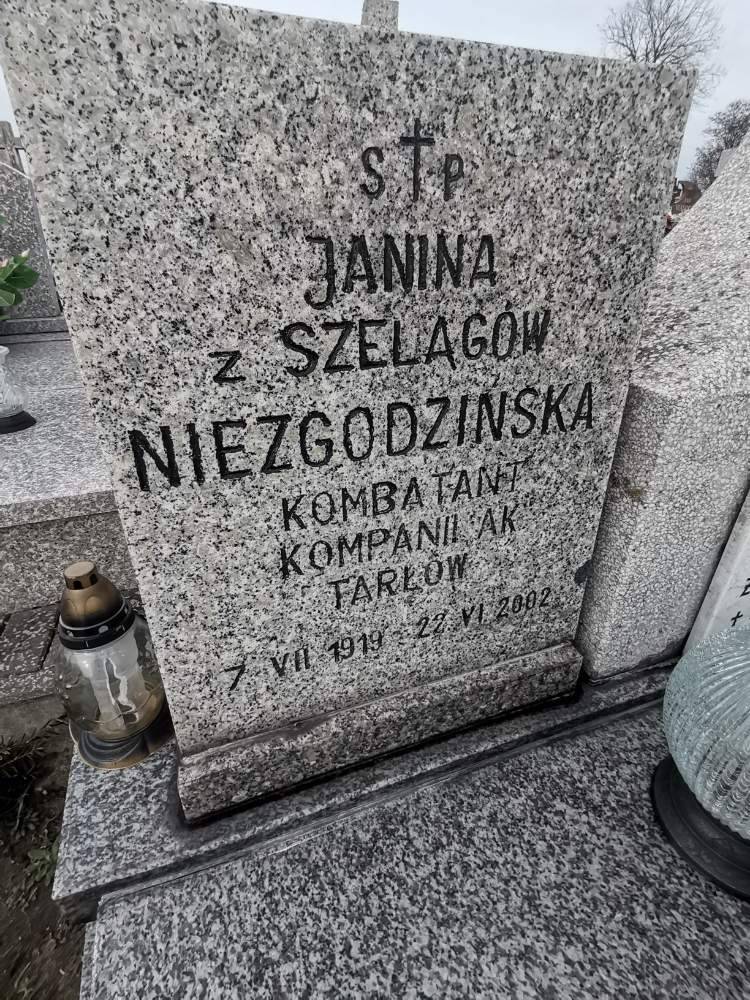 S P
JANINA
z SZELĄGÓW
NIEZGODZIŃSKA
KOMBATANT
KOMPANII AK
TARŁÓW
7 VII 1919 - 22 VI 2002